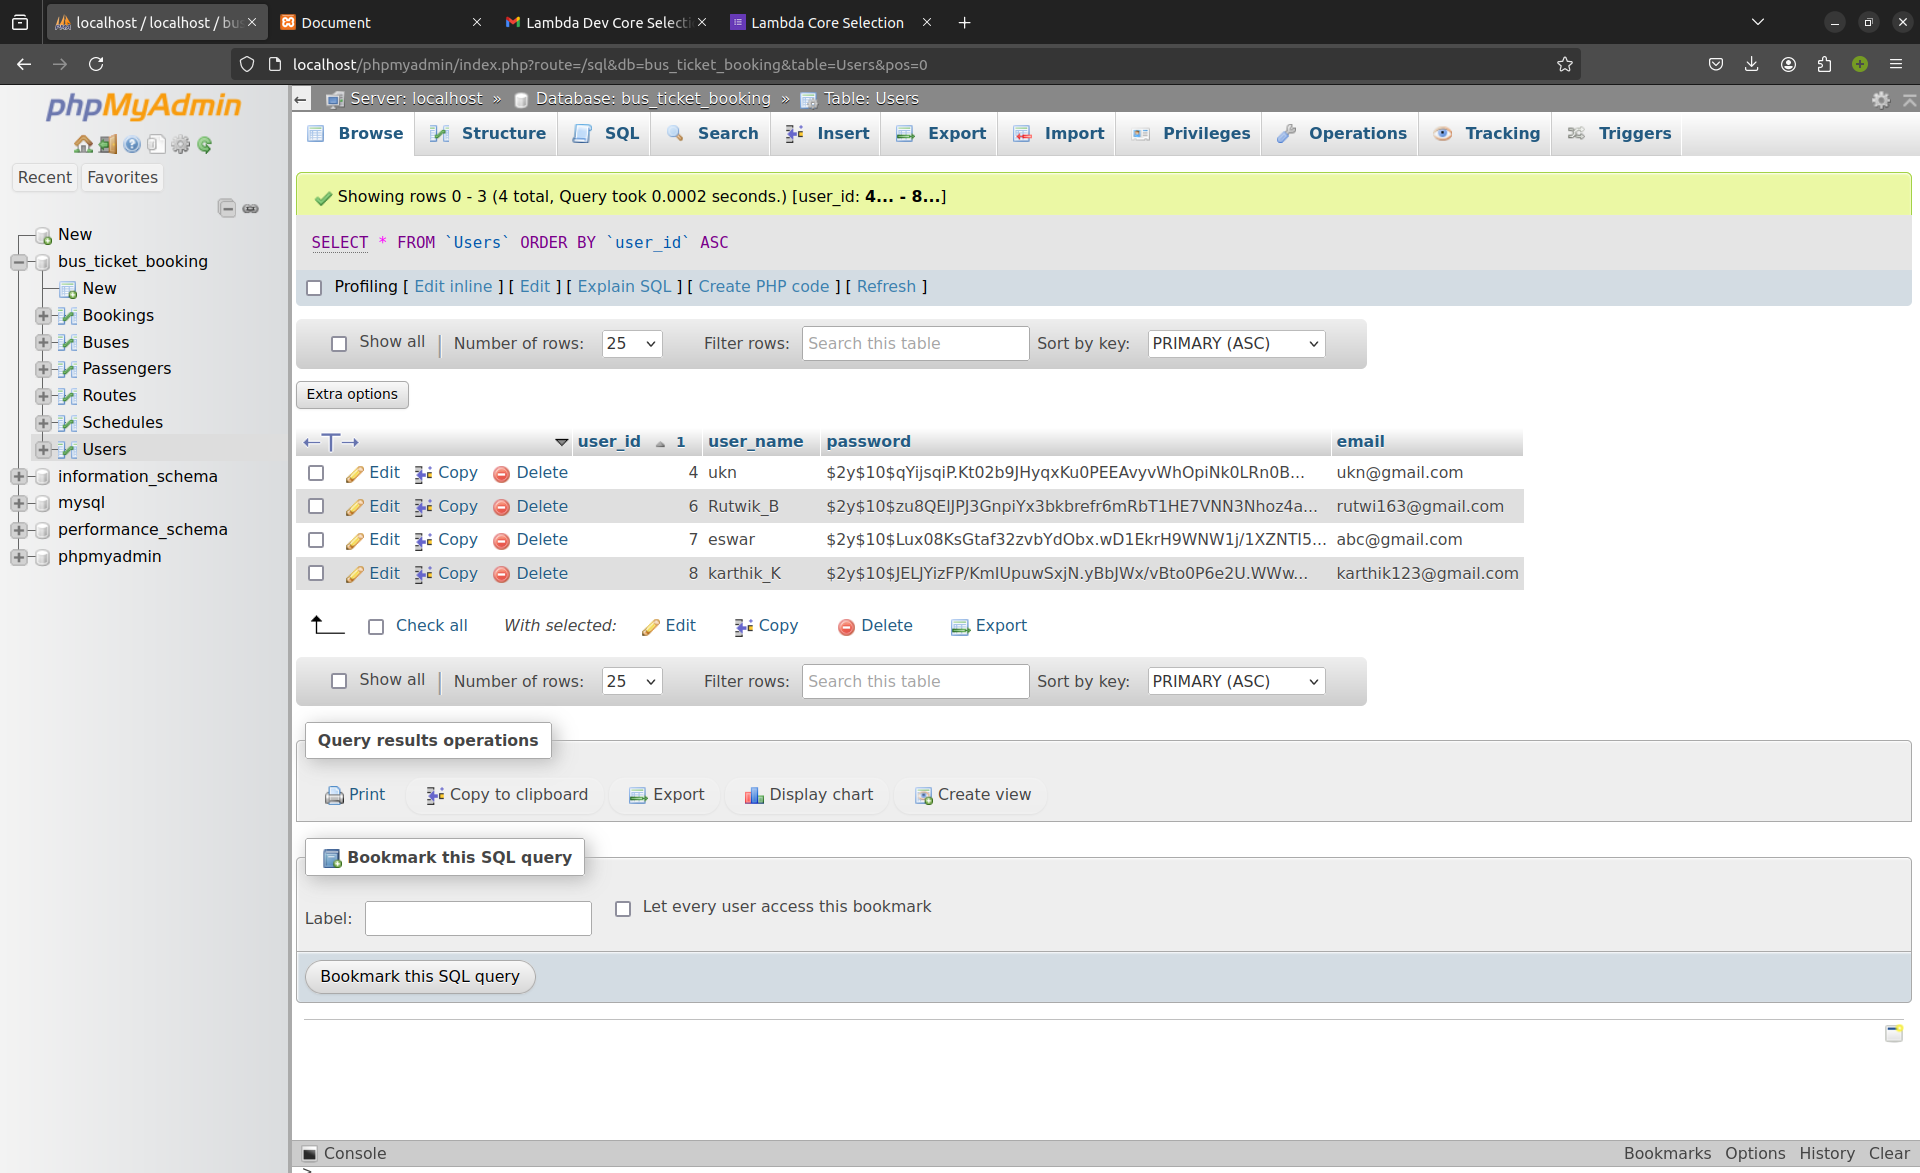 localhost / localhost / bus
Document
Lambda Dev Core Selecti
Lambda Core Selection
localhost/phpmyadmin/index.php?route=/sql&db=bus_ticket_booking&table=Users&pos=0
phpMyAdmin
Recent Favorites
New
bus_ticket_booking
New
Bookings
Buses
Passengers
Routes
Schedules
Users
information_schema
mysql
performance_schema
phpmyadmin
Server: localhost » Database: bus_ticket_booking » Table: Users
Browse Structure SQL Search Insert Export Import Privileges Operations Tracking Triggers
Showing rows 0 - 3 (4 total, Query took 0.0002 seconds.) [user_id: 4... - 8...]
SELECT * FROM `Users` ORDER BY `user_id` ASC
Profiling [ Edit inline ] [ Edit ] [ Explain SQL ] [ Create PHP code ] [ Refresh ]
Show all Number of rows: 25 Filter rows: Search this table Sort by key: PRIMARY (ASC)
Extra options
user_id 1 user_name password email
Edit Copy Delete 4 ukn $2y$10$qYijsqiP.Kt02b9JHyqxKu0PEEAvyvWhOpiNk0LRn0B... ukn@gmail.com
Edit Copy Delete 6 Rutwik_B $2y$10$zu8QEIJPJ3GnpiYx3bkbrefr6mRbT1HE7VNN3Nhoz4a... rutwi163@gmail.com
Edit Copy Delete 7 eswar $2y$10$Lux08KsGtaf32zvbYdObx.wD1EkrH9WNW1j/1XZNTl5... abc@gmail.com
Edit Copy Delete 8 karthik_K $2y$10$JELJYizFP/KmIUpuwSxjN.yBbJWx/vBto0P6e2U.WWw... karthik123@gmail.com
Check all With selected: Edit Copy Delete Export
Show all Number of rows: 25 Filter rows: Search this table Sort by key: PRIMARY (ASC)
Query results operations
Print Copy to clipboard Export Display chart Create view
Bookmark this SQL query
Label: Let every user access this bookmark
Bookmark this SQL query
Console Bookmarks Options History Clear
>